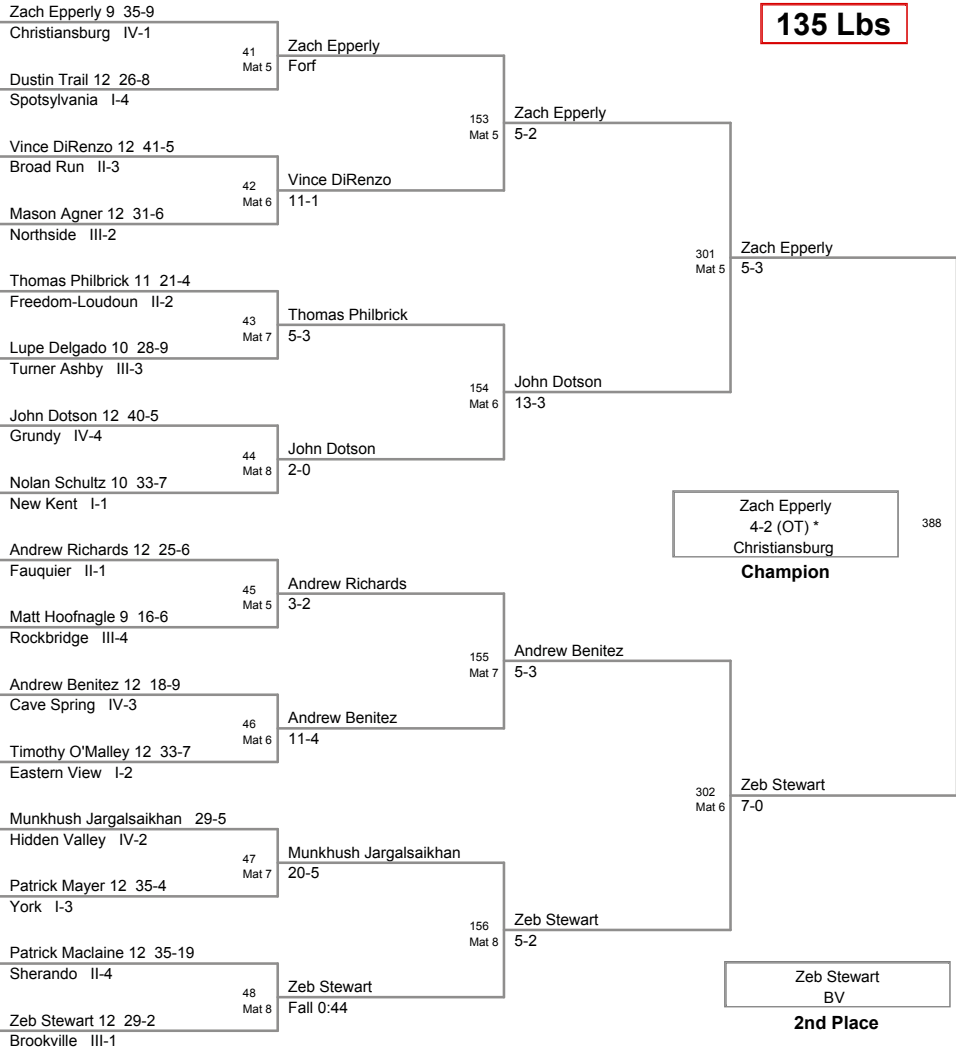 135 Lbs
Zach Epperly 9 35-9
Christiansburg IV-1
41
Mat 5
Zach Epperly
Forf
Dustin Trail 12 26-8
Spotsylvania I-4
153
Mat 5
Zach Epperly
5-2
Vince DiRenzo 12 41-5
Broad Run II-3
42
Mat 6
Vince DiRenzo
11-1
Mason Agner 12 31-6
Northside III-2
301
Mat 5
Zach Epperly
5-3
Thomas Philbrick 11 21-4
Freedom-Loudoun II-2
43
Mat 7
Thomas Philbrick
5-3
Lupe Delgado 10 28-9
Turner Ashby III-3
154
Mat 6
John Dotson
13-3
John Dotson 12 40-5
Grundy IV-4
44
Mat 8
John Dotson
2-0
Nolan Schultz 10 33-7
New Kent I-1
Zach Epperly
4-2 (OT) *
Christiansburg
Champion
388
Andrew Richards 12 25-6
Fauquier II-1
45
Mat 5
Andrew Richards
3-2
Matt Hoofnagle 9 16-6
Rockbridge III-4
155
Mat 7
Andrew Benitez
5-3
Andrew Benitez 12 18-9
Cave Spring IV-3
46
Mat 6
Andrew Benitez
11-4
Timothy O'Malley 12 33-7
Eastern View I-2
302
Mat 6
Zeb Stewart
7-0
Munkhush Jargalsaikhan 29-5
Hidden Valley IV-2
47
Mat 7
Munkhush Jargalsaikhan
20-5
Patrick Mayer 12 35-4
York I-3
156
Mat 8
Zeb Stewart
5-2
Patrick Maclaine 12 35-19
Sherando II-4
48
Mat 8
Zeb Stewart
Fall 0:44
Zeb Stewart 12 29-2
Brookville III-1
Zeb Stewart
BV
2nd Place